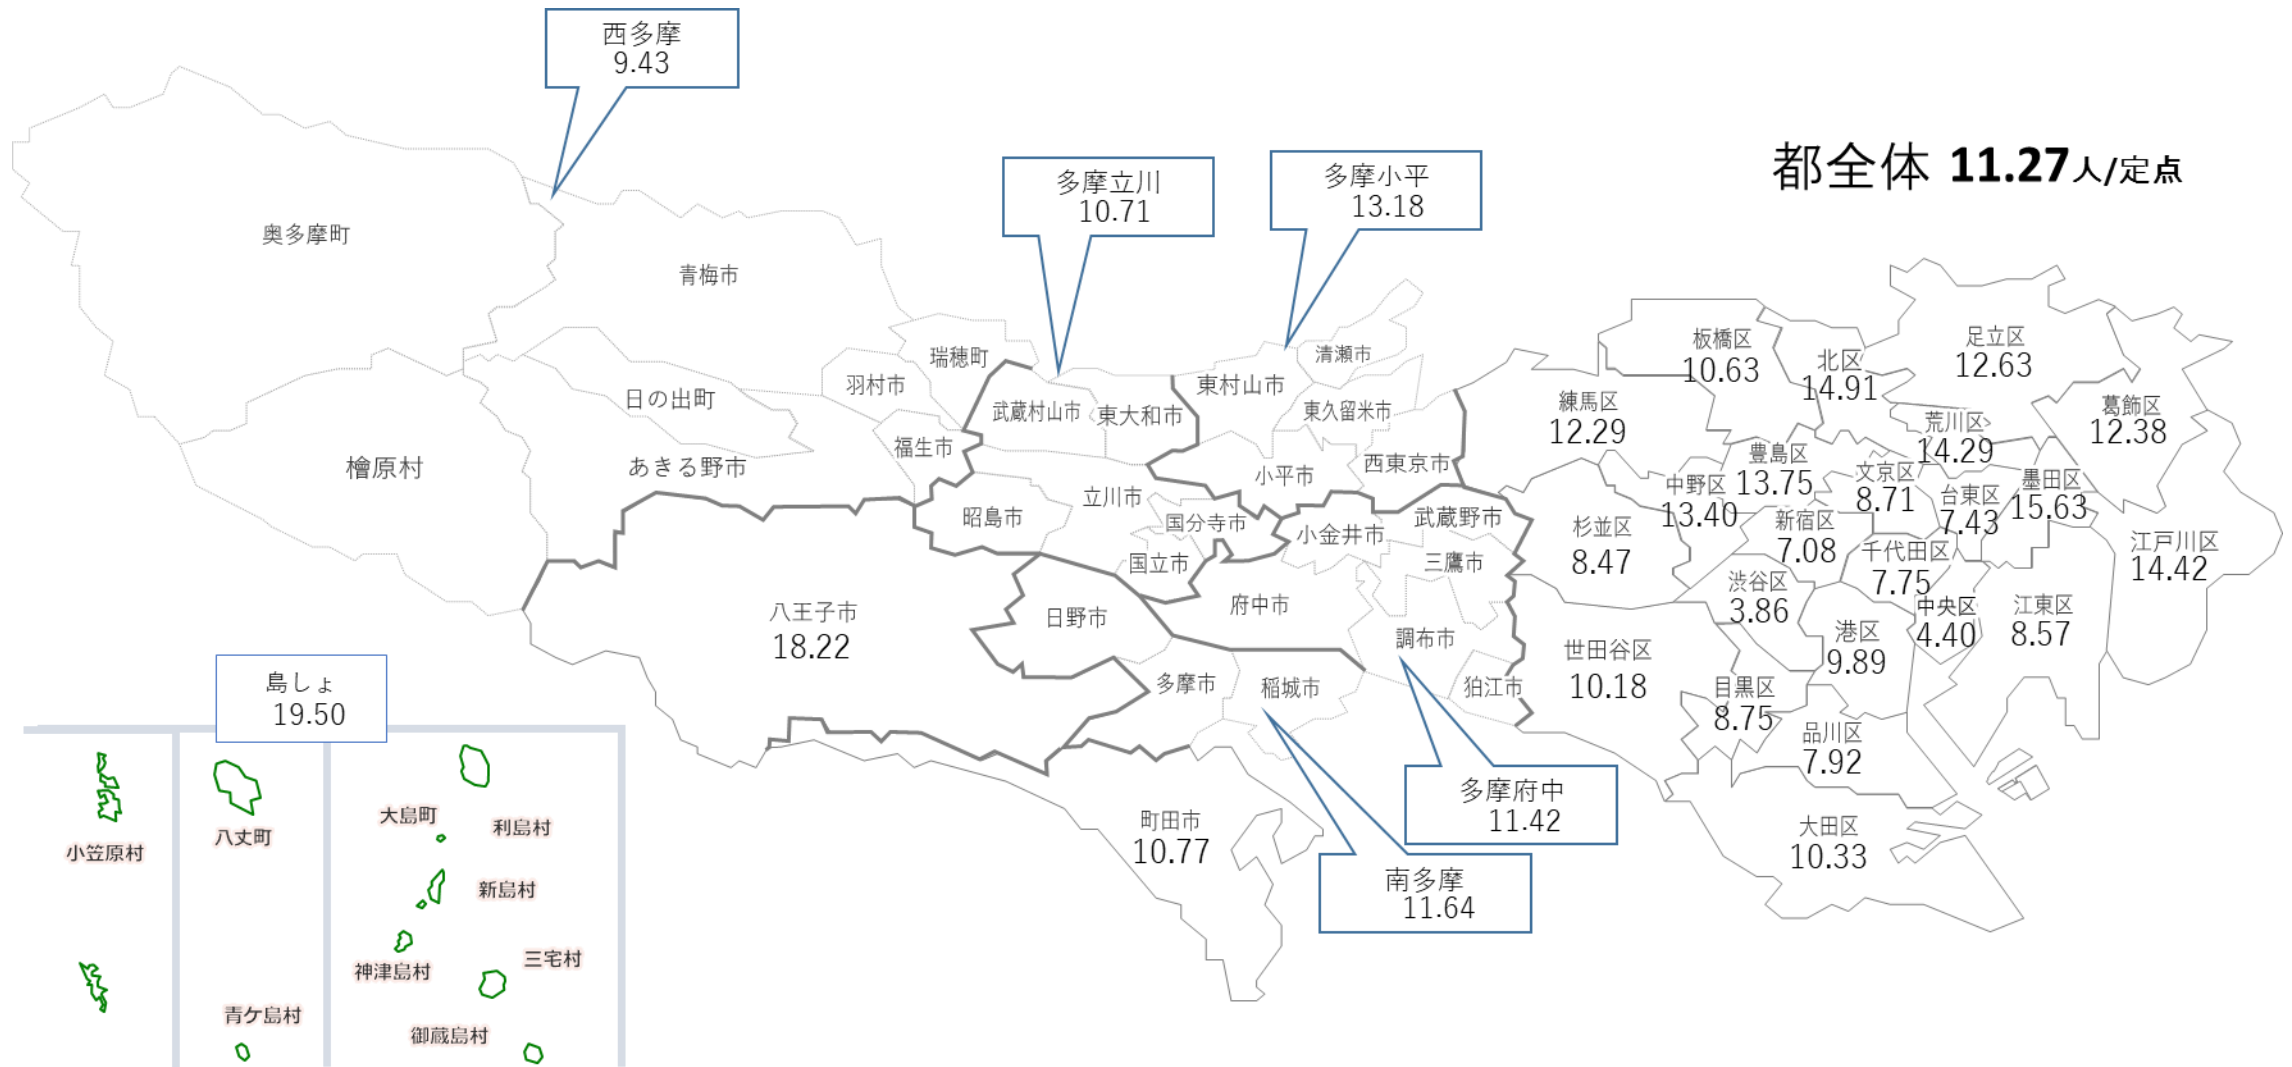 西多摩
9.43
多摩立川
10.71
多摩小平
13.18
都全体 11.27人/定点
奥多摩町
青梅市
瑞穂町
羽村市
日の出町
福生市
あきる野市
檜原村
武蔵村山市
東大和市
東村山市
清瀬市
東久留米市
小平市
西東京市
立川市
昭島市
国分寺市
国立市
小金井市
武蔵野市
三鷹市
府中市
調布市
狛江市
八王子市
18.22
日野市
多摩市
稲城市
町田市
10.77
多摩府中
11.42
南多摩
11.64
板橋区
10.63
北区
14.91
足立区
12.63
練馬区
12.29
荒川区
14.29
葛飾区
12.38
豊島区
13.75
文京区
8.71
中野区
13.40
台東区
7.43
墨田区
15.63
杉並区
8.47
新宿区
7.08
千代田区
7.75
江戸川区
14.42
渋谷区
3.86
中央区
4.40
江東区
8.57
港区
9.89
世田谷区
10.18
目黒区
8.75
品川区
7.92
大田区
10.33
島しょ
19.50
小笠原村
八丈町
青ケ島村
大島町
利島村
新島村
神津島村
三宅村
御蔵島村